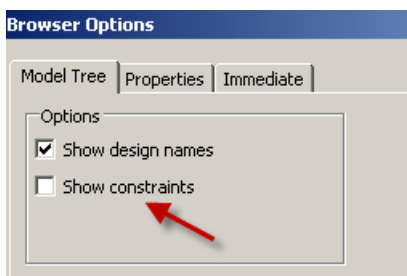 Browser Options
Model Tree Properties Immediate
Options
Show design names
Show constraints